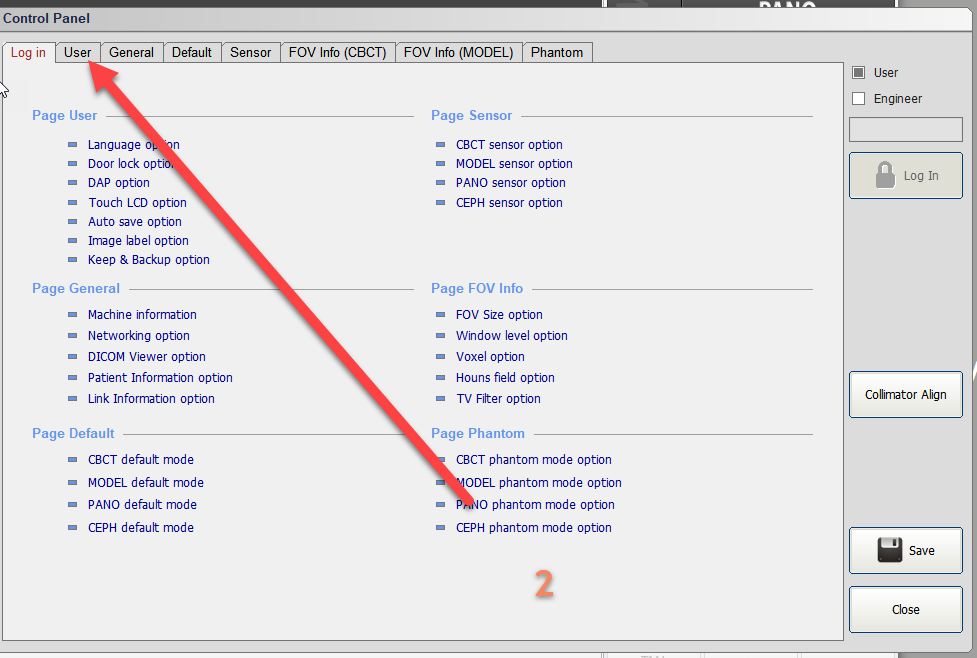 PANO
Control Panel
Log in User General Default Sensor FOV Info (CBCT) FOV Info (MODEL) Phantom
User
Engineer
Log In
Page User
Language option
Door lock option
DAP option
Touch LCD option
Auto save option
Image label option
Keep & Backup option
Page Sensor
CBCT sensor option
MODEL sensor option
PANO sensor option
CEPH sensor option
Page General
Machine information
Networking option
DICOM Viewer option
Patient Information option
Link Information option
Page FOV Info
FOV Size option
Window level option
Voxel option
Houns field option
TV Filter option
Page Default
CBCT default mode
MODEL default mode
PANO default mode
CEPH default mode
Page Phantom
CBCT phantom mode option
MODEL phantom mode option
PANO phantom mode option
CEPH phantom mode option
2
Collimator Align
Save
Close